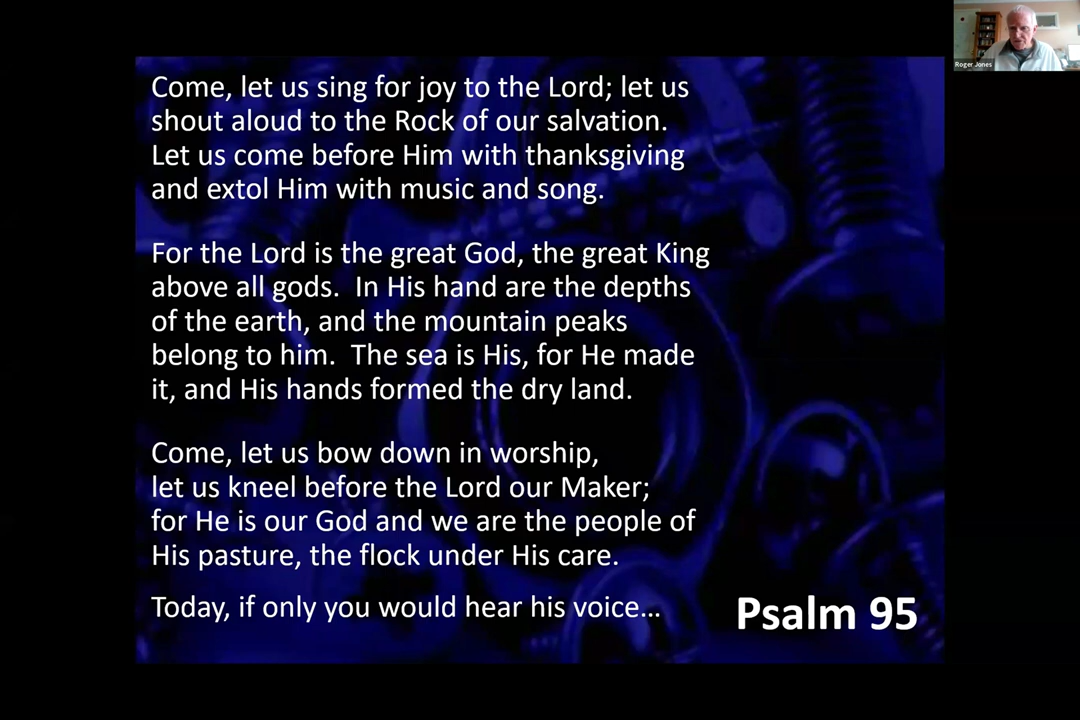 Come, let us sing for joy to the Lord; let us
shout aloud to the Rock of our salvation.
Let us come before Him with thanksgiving
and extol Him with music and song.
For the Lord is the great God, the great King
above all gods.  In His hand are the depths
of the earth, and the mountain peaks
belong to him.  The sea is His, for He made
it, and His hands formed the dry land.
Come, let us bow down in worship,
let us kneel before the Lord our Maker;
for He is our God and we are the people of
His pasture, the flock under His care.
Today, if only you would hear his voice…
Psalm 95
Roger Jones